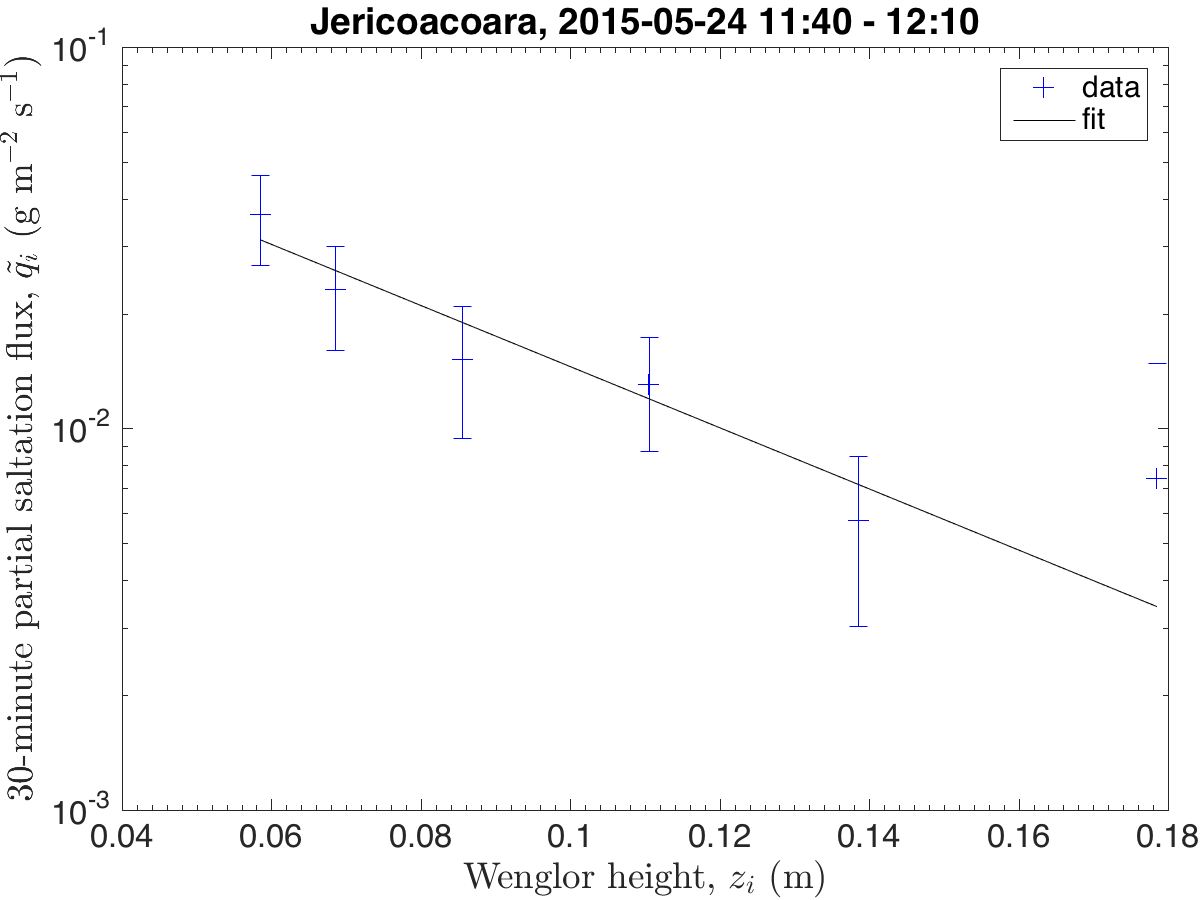 Jericoacoara, 2015-05-24 11:40 - 12:10
30-minute partial saltation flux, q̃ᵢ (g m⁻² s⁻¹)
10⁻¹
10⁻²
10⁻³
data
fit
0.04 0.06 0.08 0.1 0.12 0.14 0.16 0.18
Wenglor height, zᵢ (m)